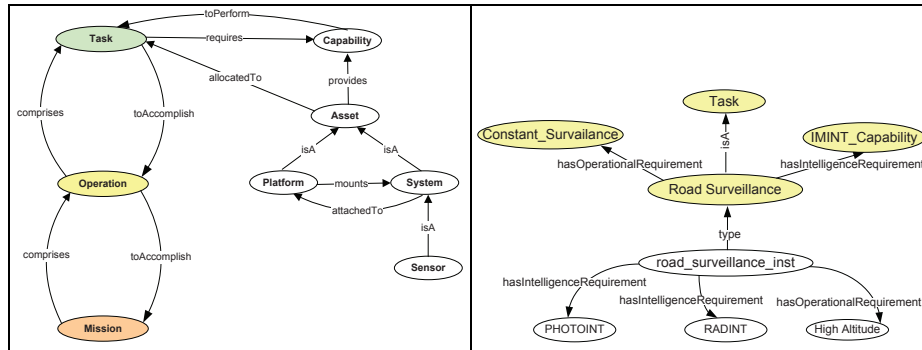 toPerform
Task
requires
Capability
allocatedTo
provides
comprises
toAccomplish
Asset
isA
isA
Operation
Platform
mounts
System
attachedTo
comprises
toAccomplish
isA
Sensor
Mission
Task
Constant_Survailance
isA
IMINT_Capability
hasOperationalRequirement
hasIntelligenceRequirement
Road Surveillance
type
road_surveillance_inst
hasIntelligenceRequirement
hasIntelligenceRequirement
hasOperationalRequirement
PHOTOINT
RADINT
High Altitude